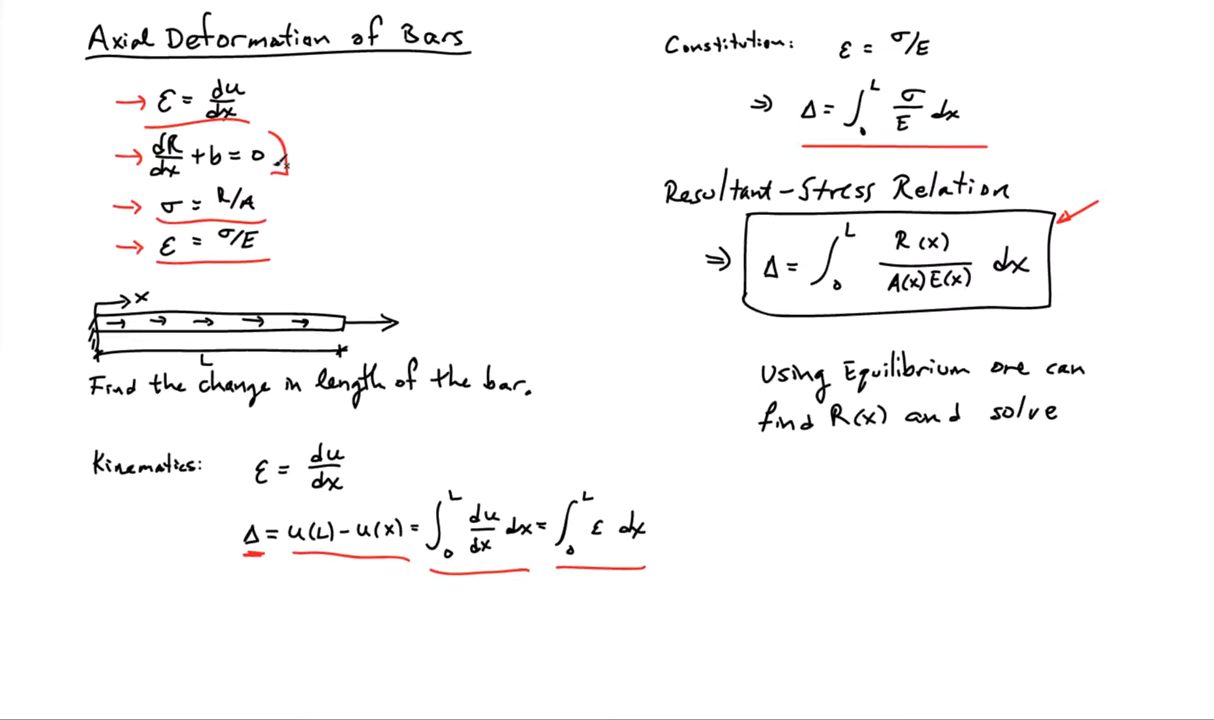 Axial Deformation of Bars
→ ε = du/dx
→ dR/dx + b = 0
→ σ = R/A
→ ε = σ/E
x
L
Find the change in length of the bar.
Kinematics: ε = du/dx
Δ = u(L) - u(x) = ∫₀ᴸ du/dx dx = ∫₀ᴸ ε dx
Constitution: ε = σ/E
⇒ Δ = ∫₀ᴸ σ/E dx
Resultant-Stress Relation
⇒ Δ = ∫₀ᴸ R(x)/A(x)E(x) dx
Using Equilibrium one can
find R(x) and solve